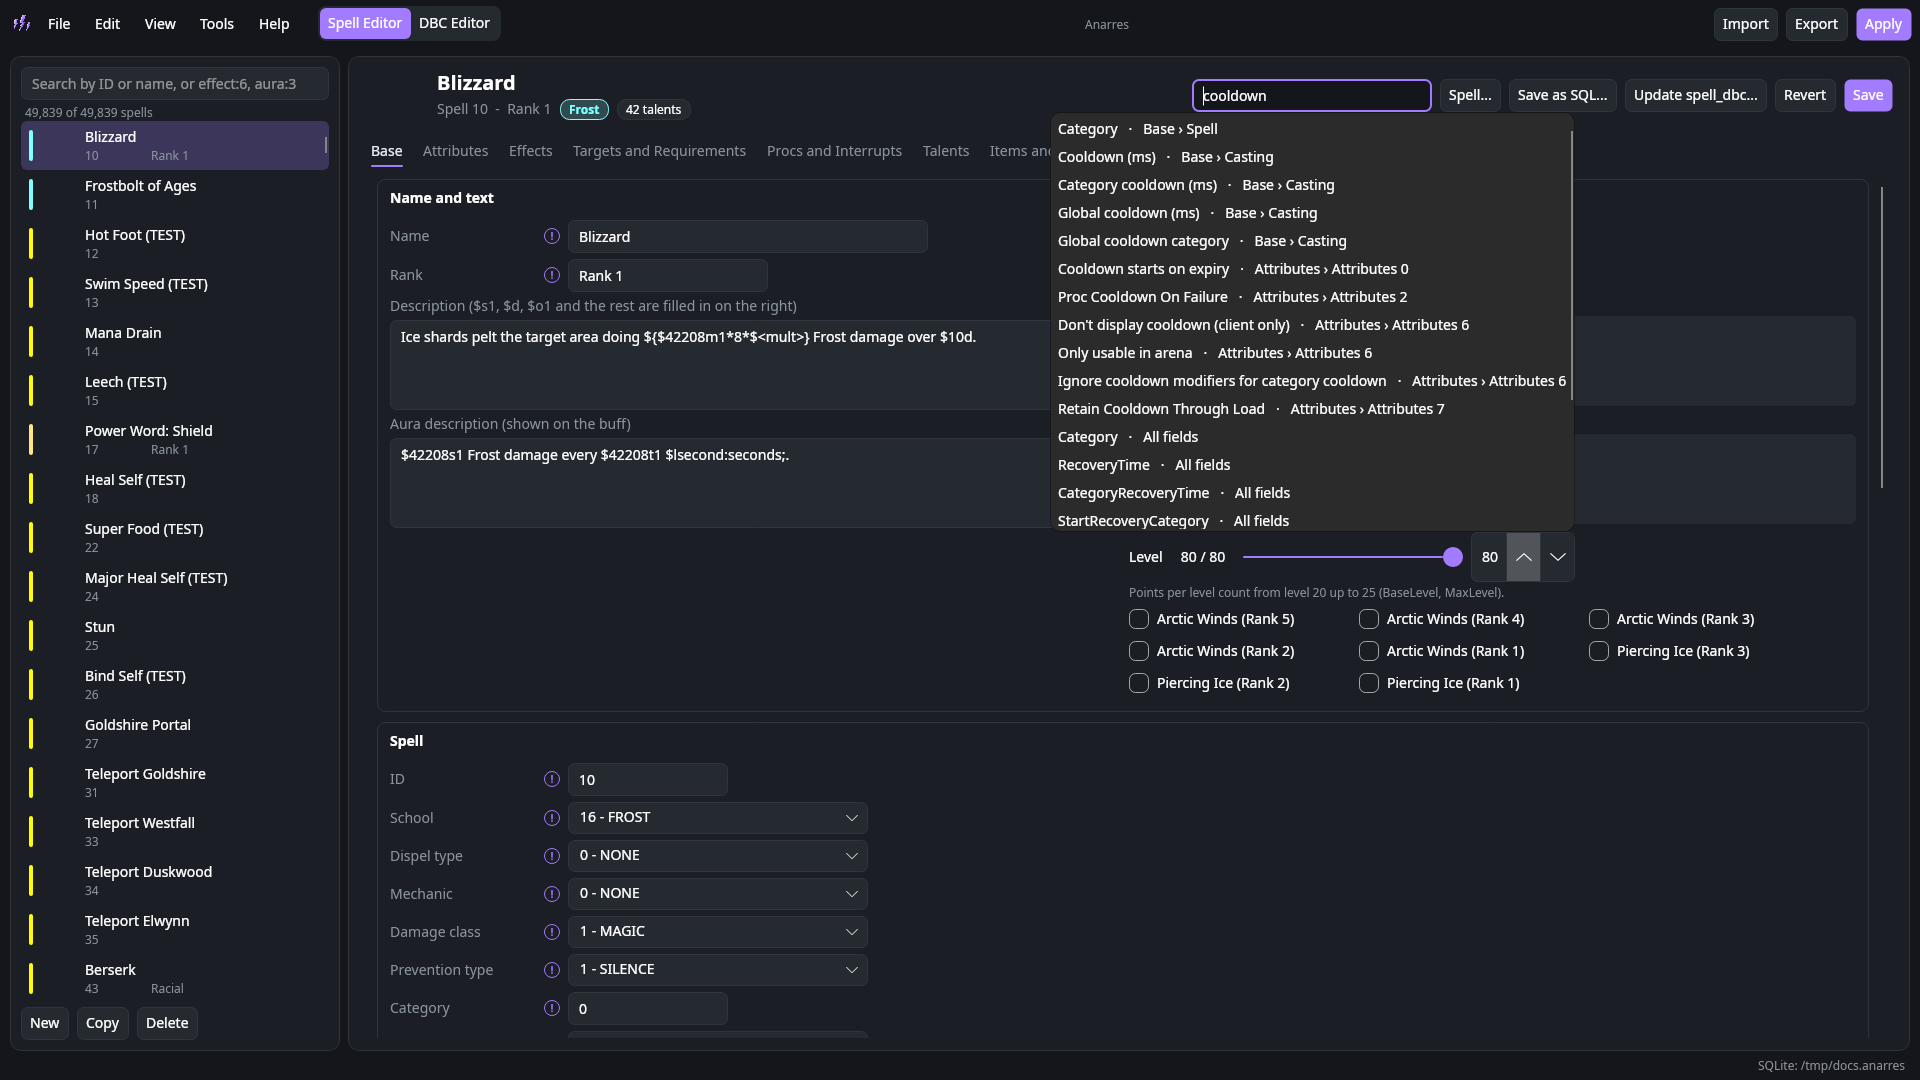 File Edit View Tools Help Spell Editor DBC Editor Anarres Import Export Apply
Search by ID or name, or effect:6, aura:3
49,839 of 49,839 spells
Blizzard
10 Rank 1
Frostbolt of Ages
11
Hot Foot (TEST)
12
Swim Speed (TEST)
13
Mana Drain
14
Leech (TEST)
15
Power Word: Shield
17 Rank 1
Heal Self (TEST)
18
Super Food (TEST)
22
Major Heal Self (TEST)
24
Stun
25
Bind Self (TEST)
26
Goldshire Portal
27
Teleport Goldshire
31
Teleport Westfall
33
Teleport Duskwood
34
Teleport Elwynn
35
Berserk
43 Racial
New Copy Delete
Blizzard
Spell 10 - Rank 1 Frost 42 talents
cooldown Spell... Save as SQL... Update spell_dbc... Revert Save
Base Attributes Effects Targets and Requirements Procs and Interrupts Talents Items an
Category · Base › Spell
Cooldown (ms) · Base › Casting
Category cooldown (ms) · Base › Casting
Global cooldown (ms) · Base › Casting
Global cooldown category · Base › Casting
Cooldown starts on expiry · Attributes › Attributes 0
Proc Cooldown On Failure · Attributes › Attributes 2
Don't display cooldown (client only) · Attributes › Attributes 6
Only usable in arena · Attributes › Attributes 6
Ignore cooldown modifiers for category cooldown · Attributes › Attributes 6
Retain Cooldown Through Load · Attributes › Attributes 7
Category · All fields
RecoveryTime · All fields
CategoryRecoveryTime · All fields
StartRecoveryCategory · All fields
Name and text
Name Blizzard
Rank Rank 1
Description ($s1, $d, $o1 and the rest are filled in on the right)
Ice shards pelt the target area doing ${$42208m1*8*$<mult>} Frost damage over $10d.
Aura description (shown on the buff)
$42208s1 Frost damage every $42208t1 $lsecond:seconds;.
Level 80 / 80 80
Points per level count from level 20 up to 25 (BaseLevel, MaxLevel).
Arctic Winds (Rank 5) Arctic Winds (Rank 4) Arctic Winds (Rank 3)
Arctic Winds (Rank 2) Arctic Winds (Rank 1) Piercing Ice (Rank 3)
Piercing Ice (Rank 2) Piercing Ice (Rank 1)
Spell
ID 10
School 16 - FROST
Dispel type 0 - NONE
Mechanic 0 - NONE
Damage class 1 - MAGIC
Prevention type 1 - SILENCE
Category 0
SQLite: /tmp/docs.anarres